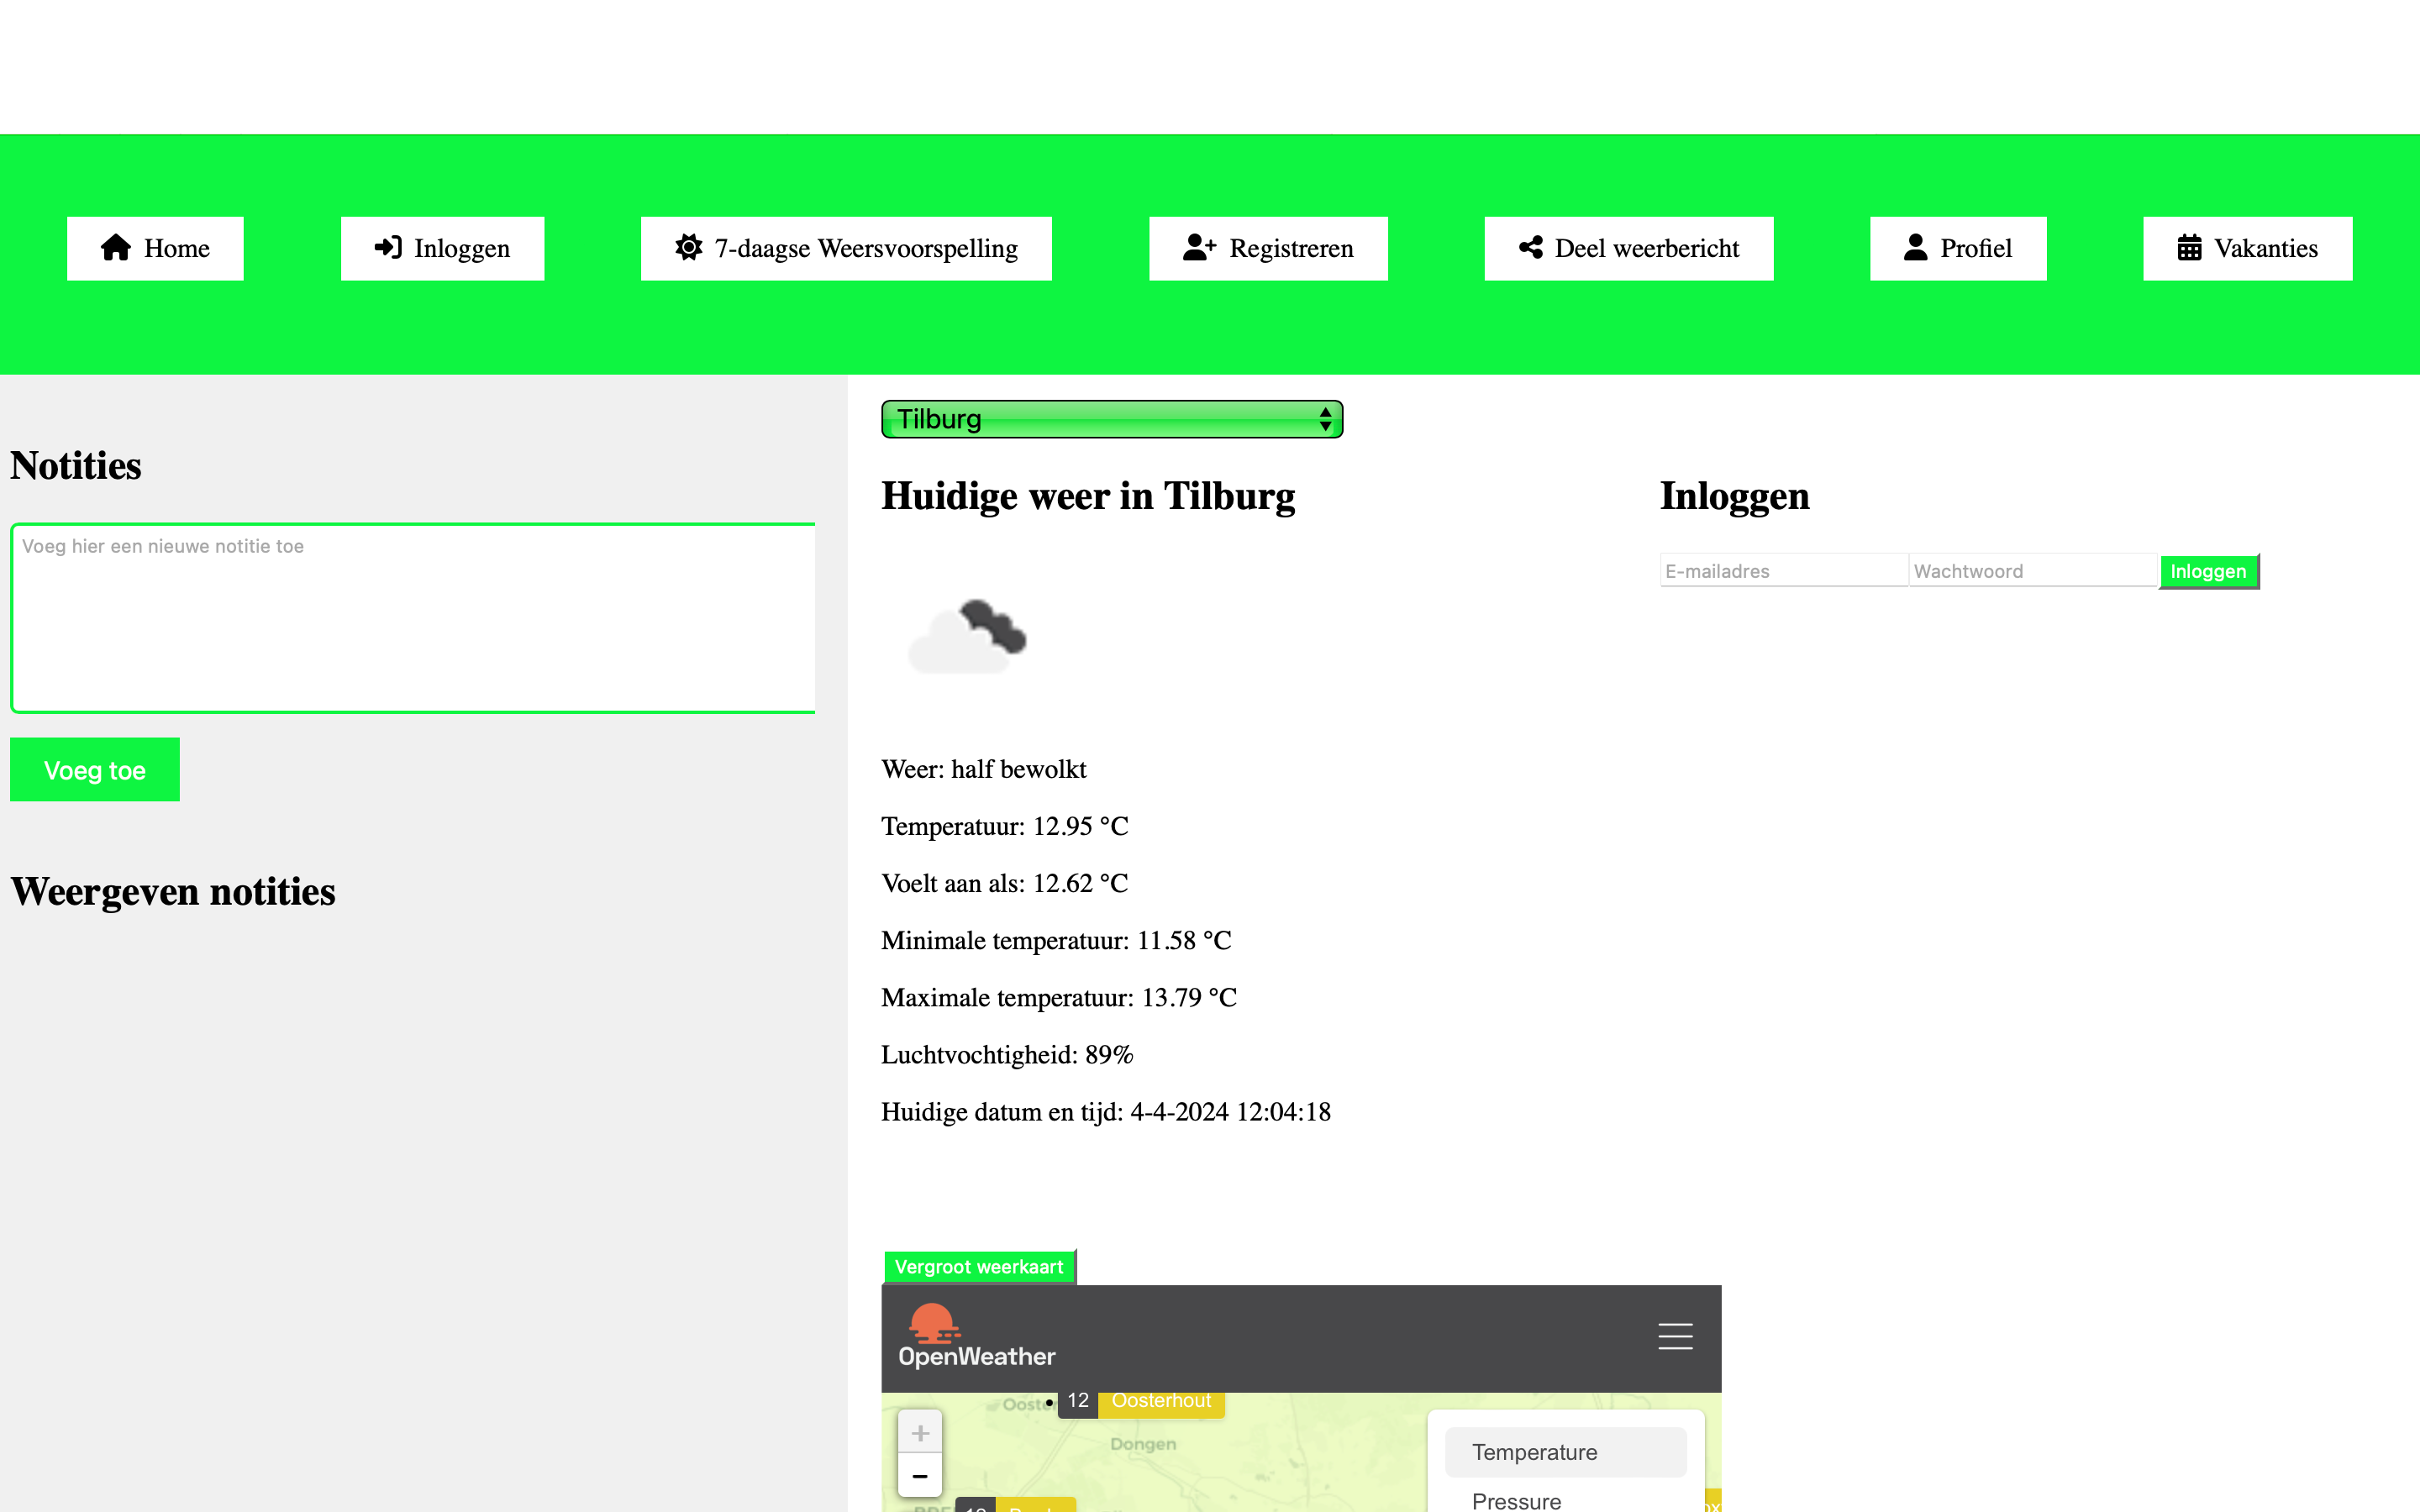 Home
Inloggen
7-daagse Weersvoorspelling
Registreren
Deel weerbericht
Profiel
Vakanties
Notities
Voeg hier een nieuwe notitie toe
Voeg toe
Weergeven notities
Tilburg
Huidige weer in Tilburg
Weer: half bewolkt
Temperatuur: 12.95 °C
Voelt aan als: 12.62 °C
Minimale temperatuur: 11.58 °C
Maximale temperatuur: 13.79 °C
Luchtvochtigheid: 89%
Huidige datum en tijd: 4-4-2024 12:04:18
Inloggen
E-mailadres
Wachtwoord
Inloggen
Vergroot weerkaart
OpenWeather
12 Oosterhout
Dongen
+
−
Temperature
Pressure